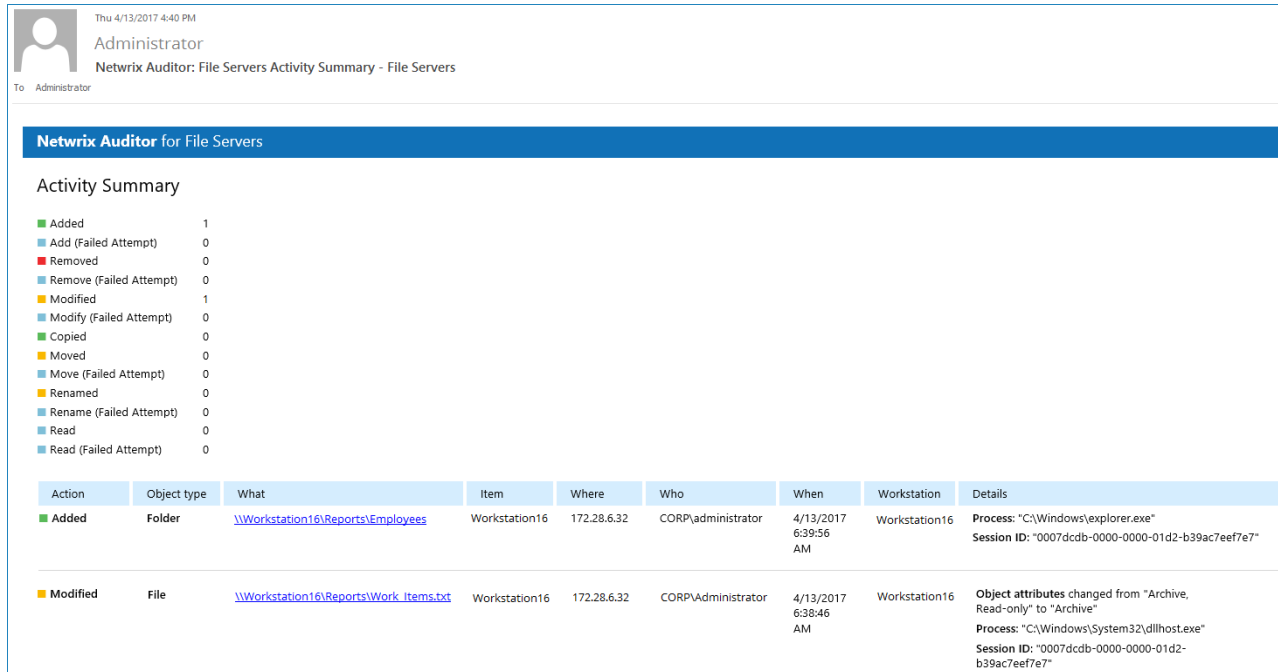 Thu 4/13/2017 4:40 PM
Administrator
Netwrix Auditor: File Servers Activity Summary - File Servers
To Administrator
Netwrix Auditor for File Servers
Activity Summary
Added 1
Add (Failed Attempt) 0
Removed 0
Remove (Failed Attempt) 0
Modified 1
Modify (Failed Attempt) 0
Copied 0
Moved 0
Move (Failed Attempt) 0
Renamed 0
Rename (Failed Attempt) 0
Read 0
Read (Failed Attempt) 0
Action Object type What Item Where Who When Workstation Details
Added Folder \\Workstation16\Reports\Employees Workstation16 172.28.6.32 CORP\administrator 4/13/2017 Workstation16 Process: "C:\Windows\explorer.exe"
6:39:56 Session ID: "0007dcdb-0000-0000-01d2-b39ac7eef7e7"
AM
Modified File \\Workstation16\Reports\Work_Items.txt Workstation16 172.28.6.32 CORP\Administrator 4/13/2017 Workstation16 Object attributes changed from "Archive,
6:38:46 Read-only" to "Archive"
AM Process: "C:\Windows\System32\dllhost.exe"
Session ID: "0007dcdb-0000-0000-01d2-
b39ac7eef7e7"